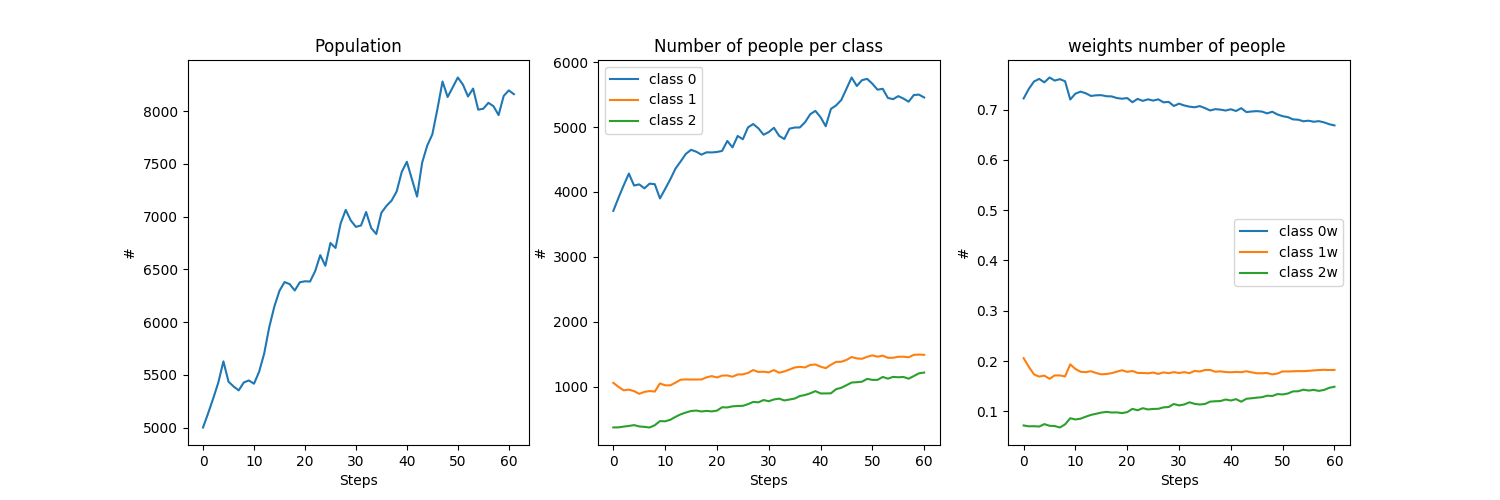 Population
#
8000
7500
7000
6500
6000
5500
5000
0 10 20 30 40 50 60
Steps
Number of people per class
#
6000
5000
4000
3000
2000
1000
class 0
class 1
class 2
0 10 20 30 40 50 60
Steps
weights number of people
#
0.7
0.6
0.5
0.4
0.3
0.2
0.1
class 0w
class 1w
class 2w
0 10 20 30 40 50 60
Steps